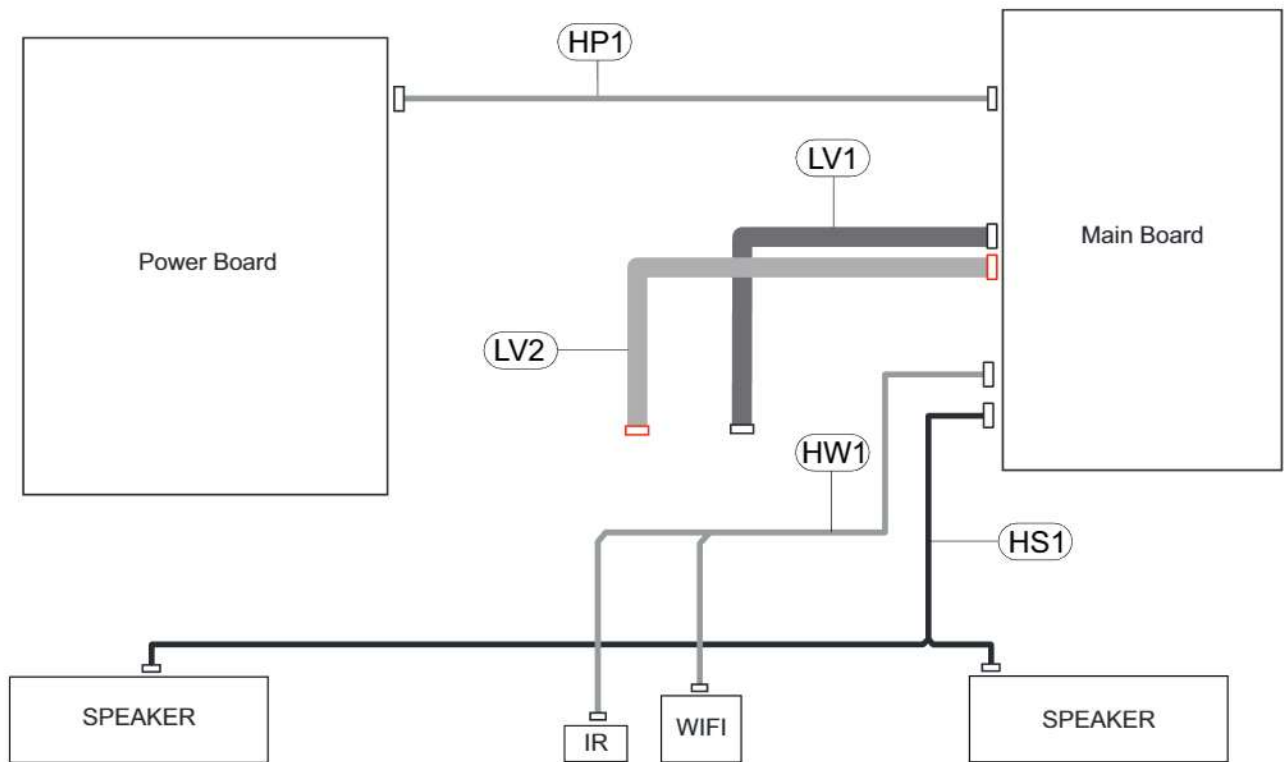 HP1
LV1
Power Board
Main Board
LV2
HW1
HS1
SPEAKER
IR
WIFI
SPEAKER